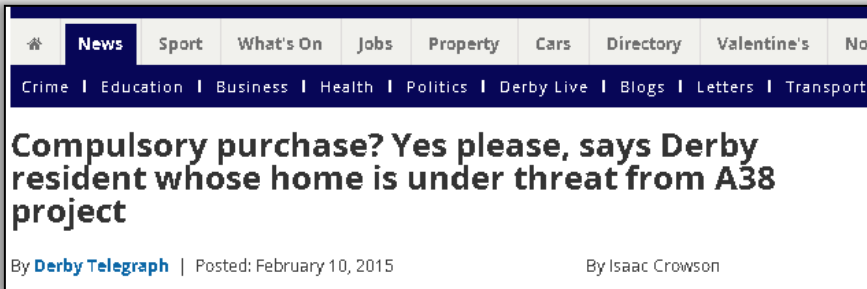 News Sport What's On Jobs Property Cars Directory Valentine's
Crime | Education | Business | Health | Politics | Derby Live | Blogs | Letters | Transport
Compulsory purchase? Yes please, says Derby
resident whose home is under threat from A38
project
By Derby Telegraph | Posted: February 10, 2015 By Isaac Crowson